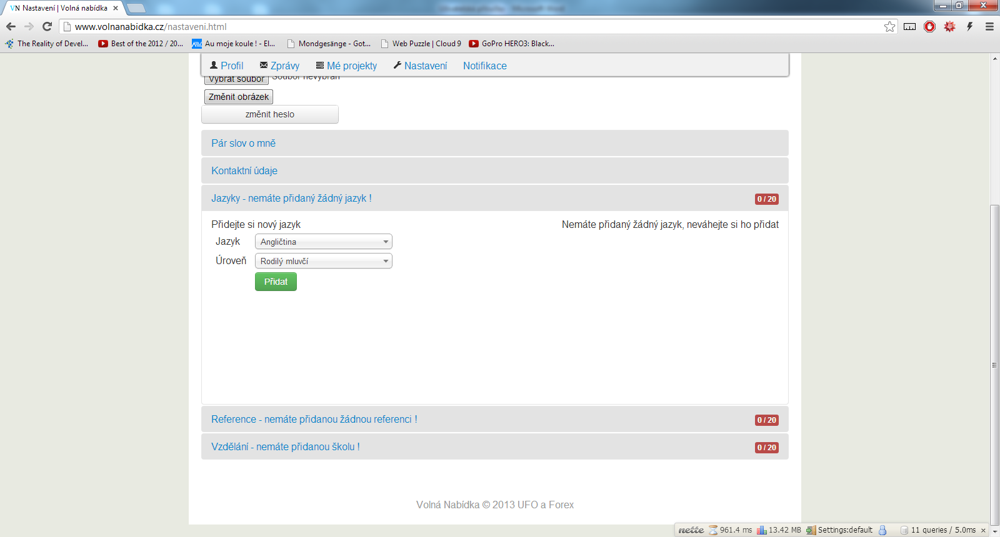 VN Nastavení | Volná nabídka
www.volnanabidka.cz/nastaveni.html
The Reality of Devel... Best of the 2012 / 20... Au moje koule ! - El... Mondgesänge - Got... Web Puzzle | Cloud 9 GoPro HERO3: Black...
Profil Zprávy Mé projekty Nastavení Notifikace
Vybrat soubor Soubor nevybrán
Změnit obrázek
změnit heslo
Pár slov o mně
Kontaktní údaje
Jazyky - nemáte přidaný žádný jazyk ! 0 / 20
Přidejte si nový jazyk Nemáte přidaný žádný jazyk, neváhejte si ho přidat
Jazyk Angličtina
Úroveň Rodilý mluvčí
Přidat
Reference - nemáte přidanou žádnou referenci ! 0 / 20
Vzdělání - nemáte přidanou školu ! 0 / 20
Volná Nabídka © 2013 UFO a Forex
nette 961.4 ms 13.42 MB Settings:default 11 queries / 5.0ms ×